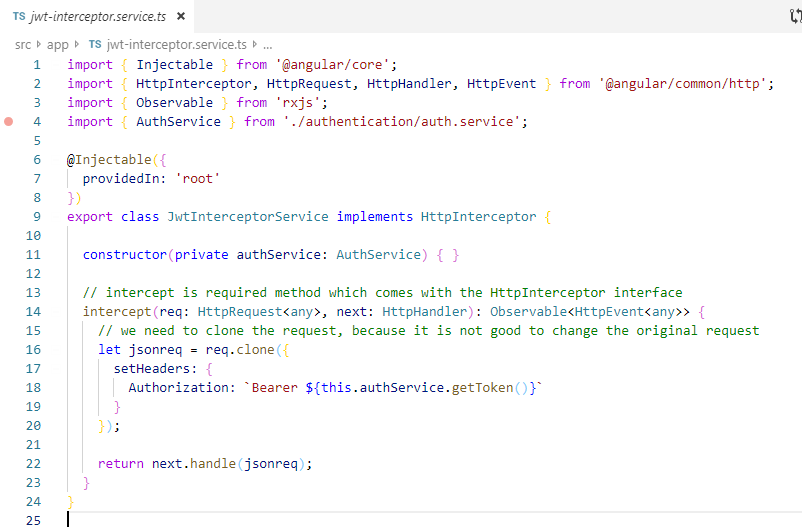 TS jwt-interceptor.service.ts ×
src › app › TS jwt-interceptor.service.ts › ...
1 import { Injectable } from '@angular/core';
2 import { HttpInterceptor, HttpRequest, HttpHandler, HttpEvent } from '@angular/common/http';
3 import { Observable } from 'rxjs';
4 import { AuthService } from './authentication/auth.service';
5
6 @Injectable({
7   providedIn: 'root'
8 })
9 export class JwtInterceptorService implements HttpInterceptor {
10
11   constructor(private authService: AuthService) { }
12
13   // intercept is required method which comes with the HttpInterceptor interface
14   intercept(req: HttpRequest<any>, next: HttpHandler): Observable<HttpEvent<any>> {
15     // we need to clone the request, because it is not good to change the original request
16     let jsonreq = req.clone({
17       setHeaders: {
18         Authorization: `Bearer ${this.authService.getToken()}`
19       }
20     });
21
22     return next.handle(jsonreq);
23   }
24 }
25